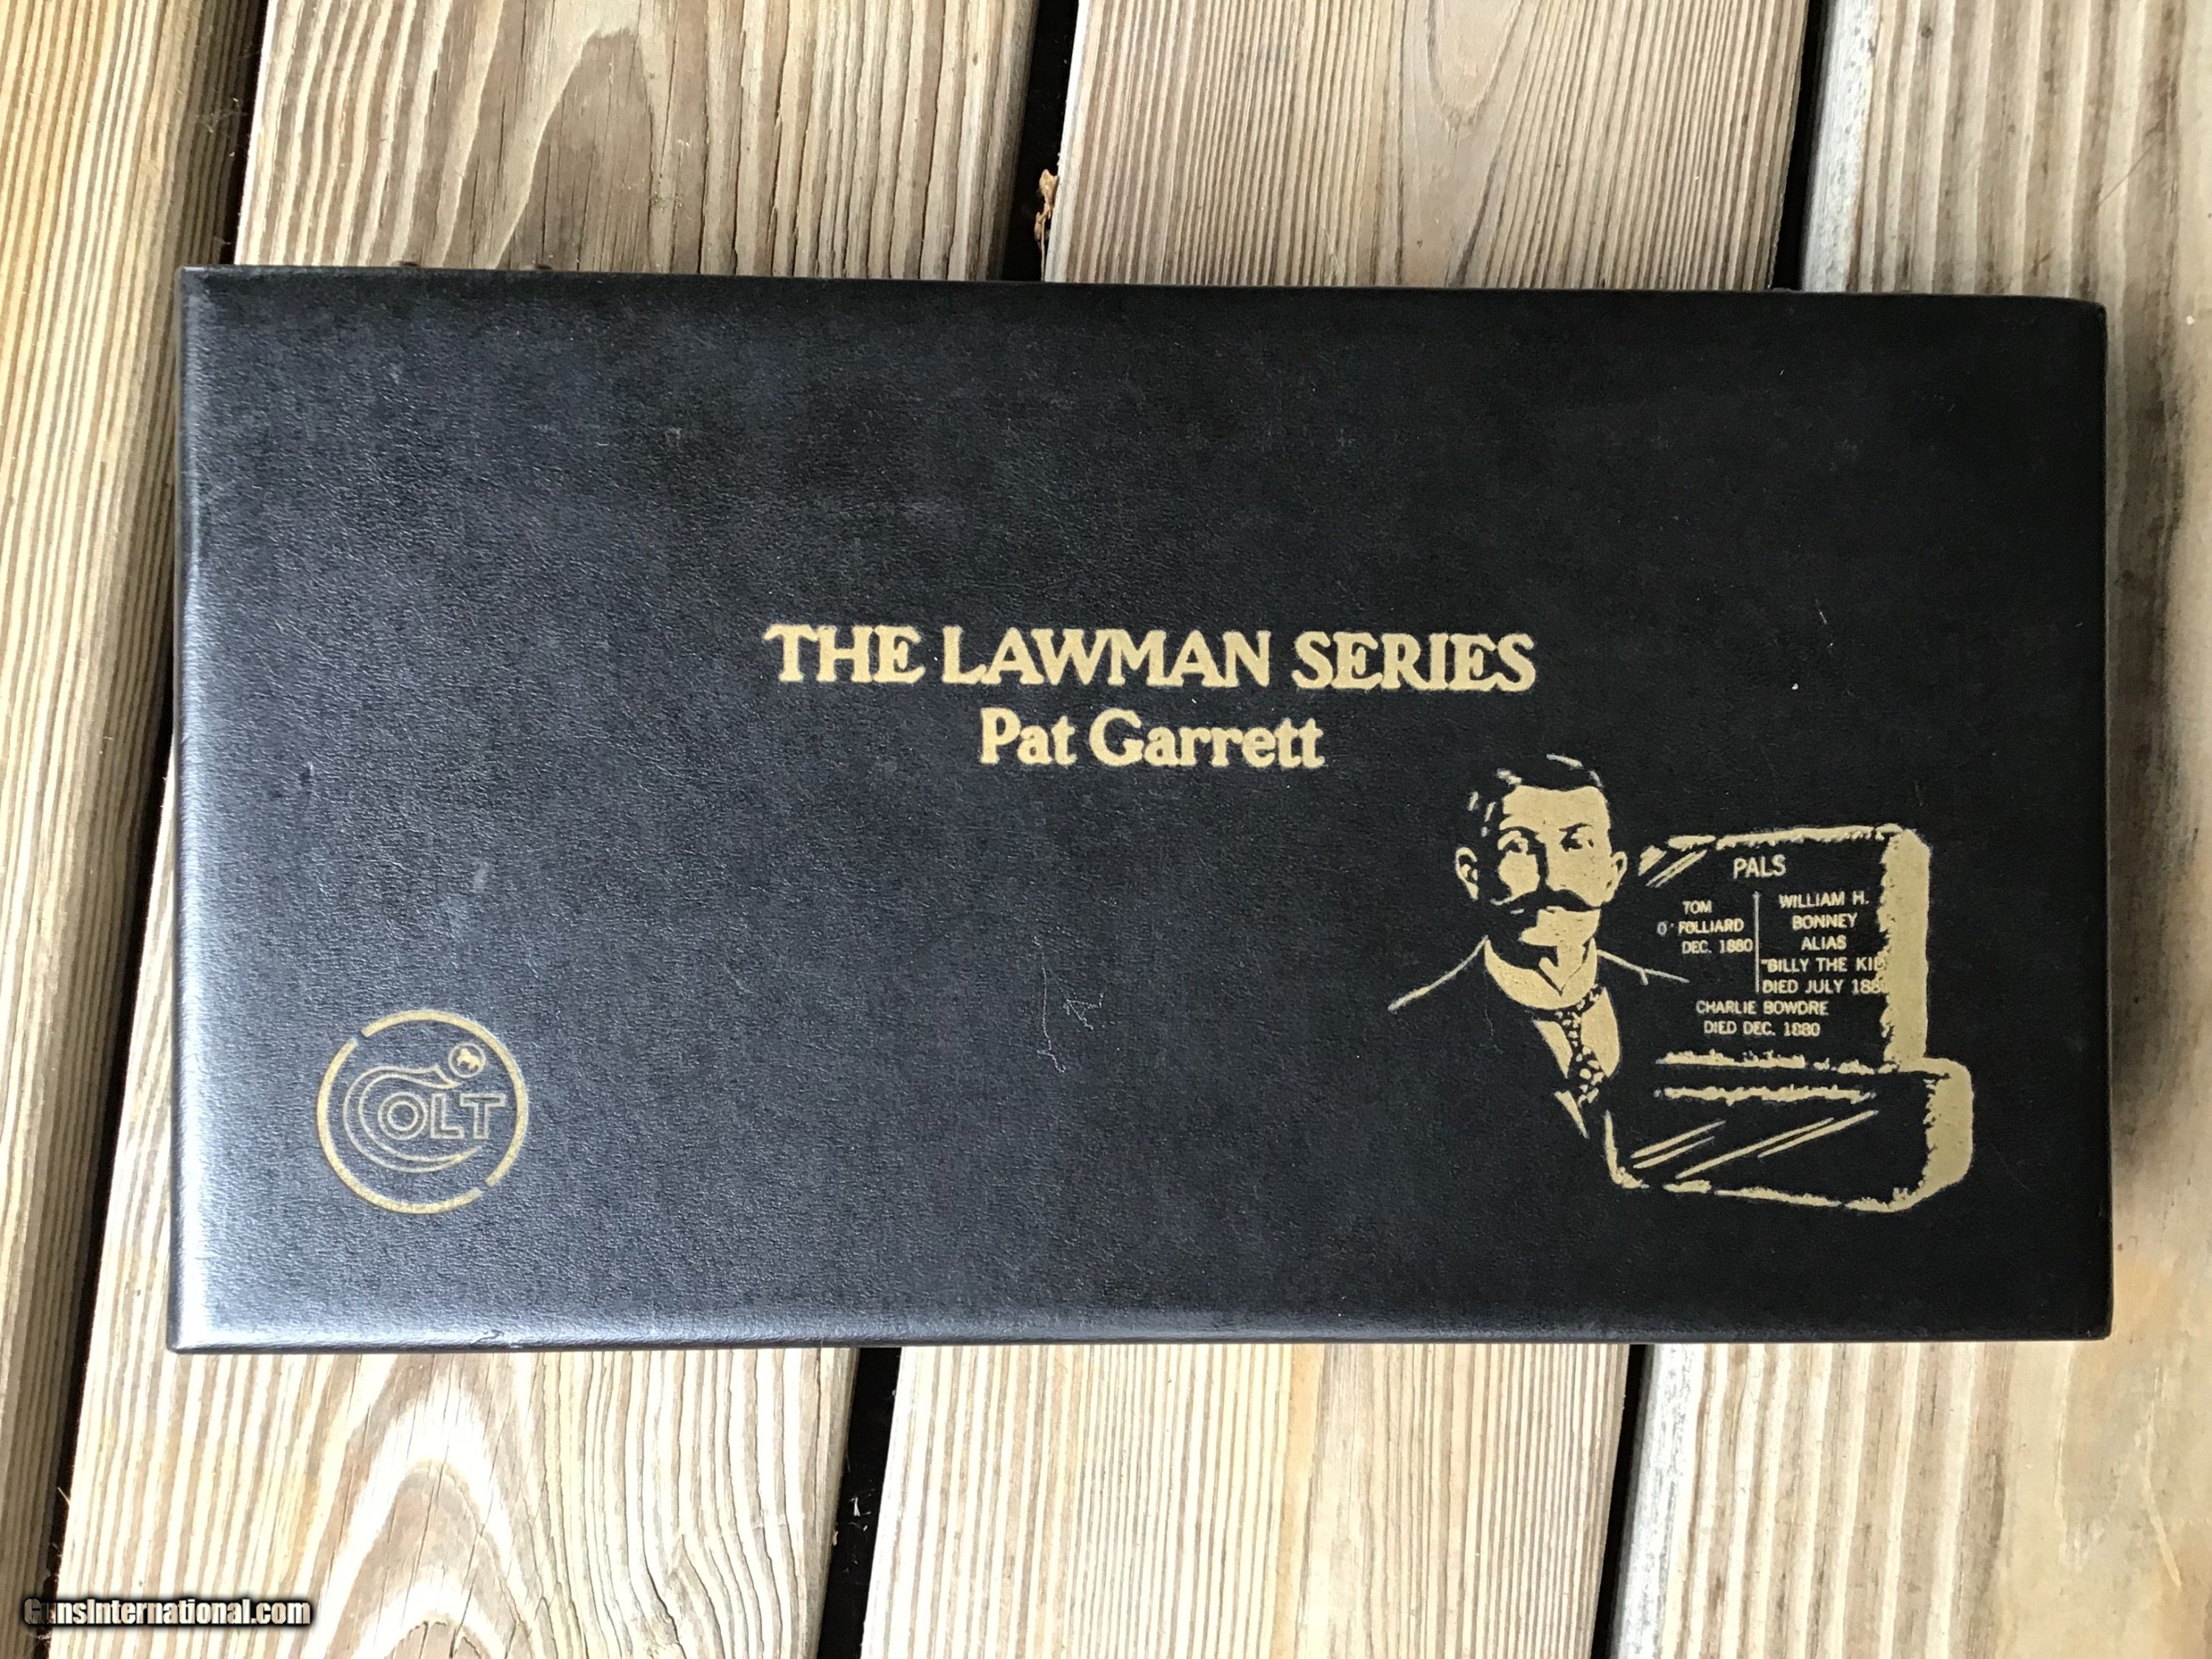 THE LAWMAN SERIES
Pat Garrett
COLT
PALS
TOM
O' FOLLIARD
DEC. 1880
WILLIAM H.
BONNEY
ALIAS
"BILLY THE KID
DIED JULY 188
CHARLIE BOWDRE
DIED DEC. 1880
GunsInternational.com